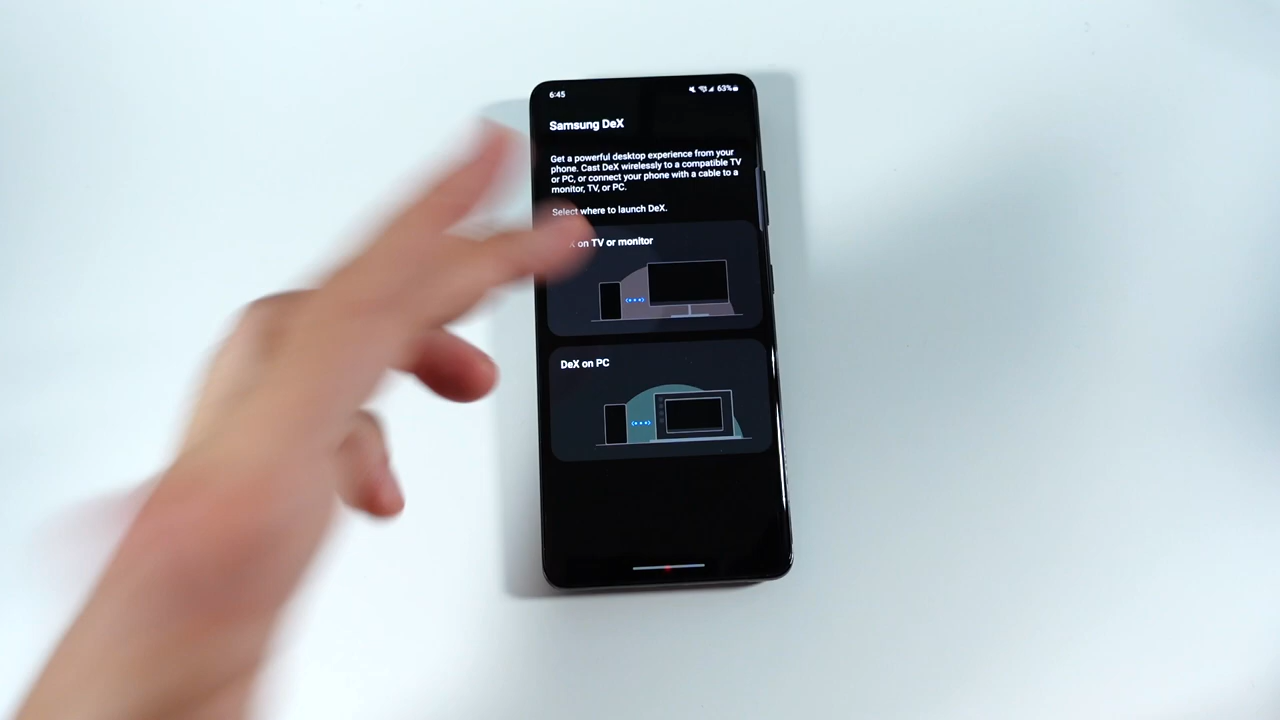 6:45 63%
Samsung DeX
Get a powerful desktop experience from your
phone. Cast DeX wirelessly to a compatible TV
or PC, or connect your phone with a cable to a
monitor, TV, or PC.
Select where to launch DeX.
on TV or monitor
DeX on PC